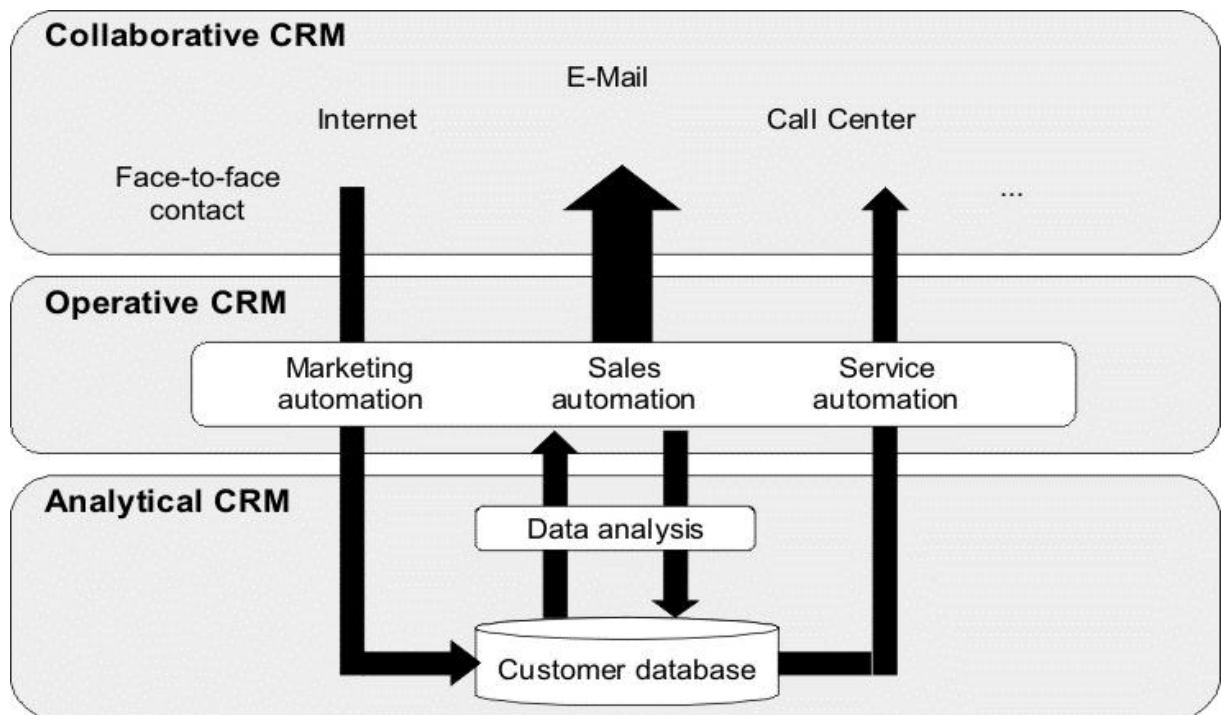 Collaborative CRM
E-Mail
Internet
Call Center
Face-to-face
contact
...
Operative CRM
Marketing
automation
Sales
automation
Service
automation
Analytical CRM
Data analysis
Customer database